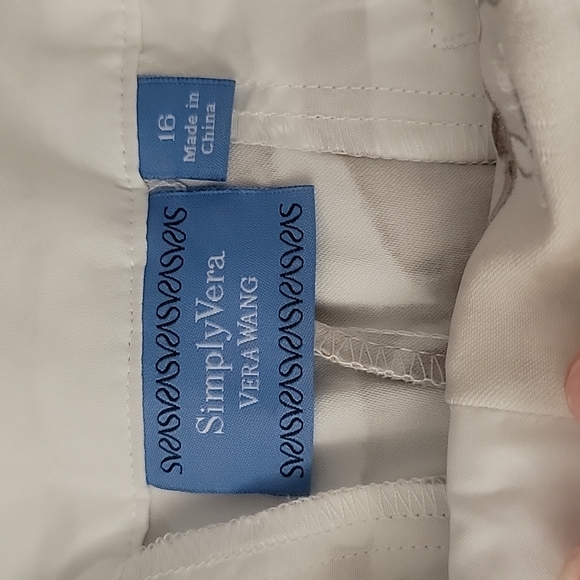 16
Made in
China
SimplyVera
VERA WANG